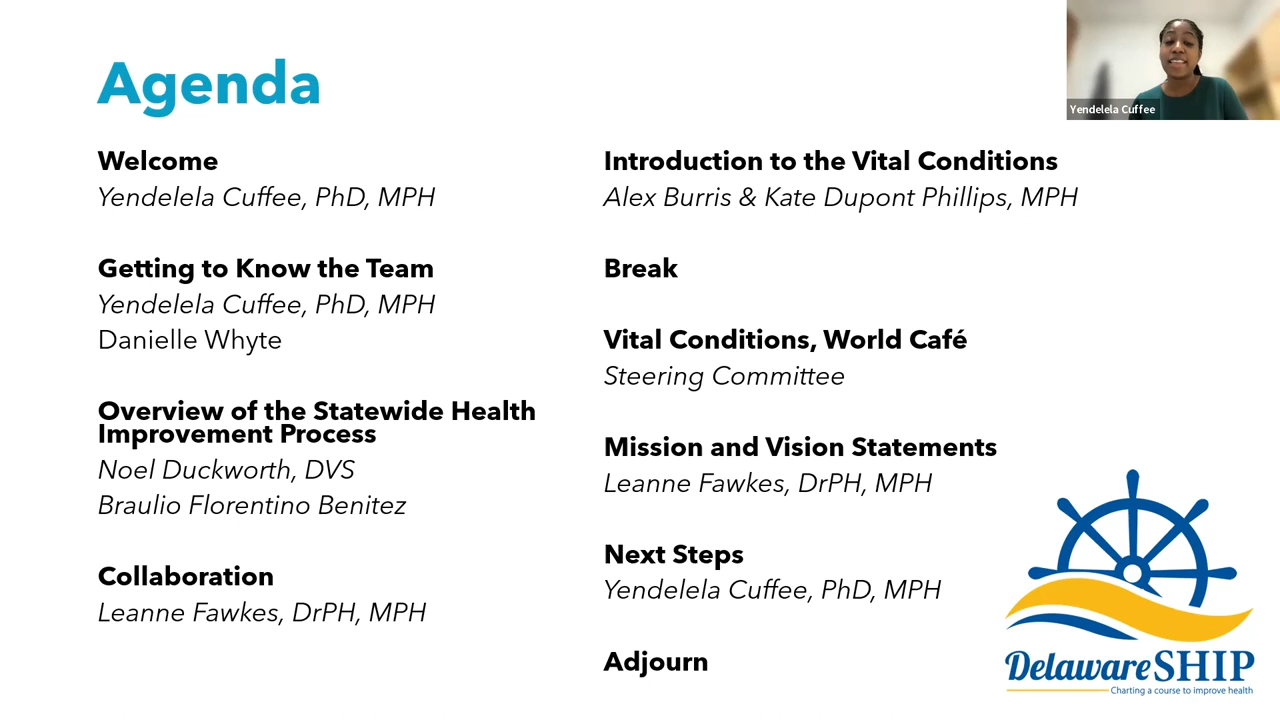 Agenda
Welcome
Yendelela Cuffee, PhD, MPH
Getting to Know the Team
Yendelela Cuffee, PhD, MPH
Danielle Whyte
Overview of the Statewide Health
Improvement Process
Noel Duckworth, DVS
Braulio Florentino Benitez
Collaboration
Leanne Fawkes, DrPH, MPH
Introduction to the Vital Conditions
Alex Burris & Kate Dupont Phillips, MPH
Break
Vital Conditions, World Café
Steering Committee
Mission and Vision Statements
Leanne Fawkes, DrPH, MPH
Next Steps
Yendelela Cuffee, PhD, MPH
Adjourn
Yendelela Cuffee
Delaware SHIP
Charting a course to improve health